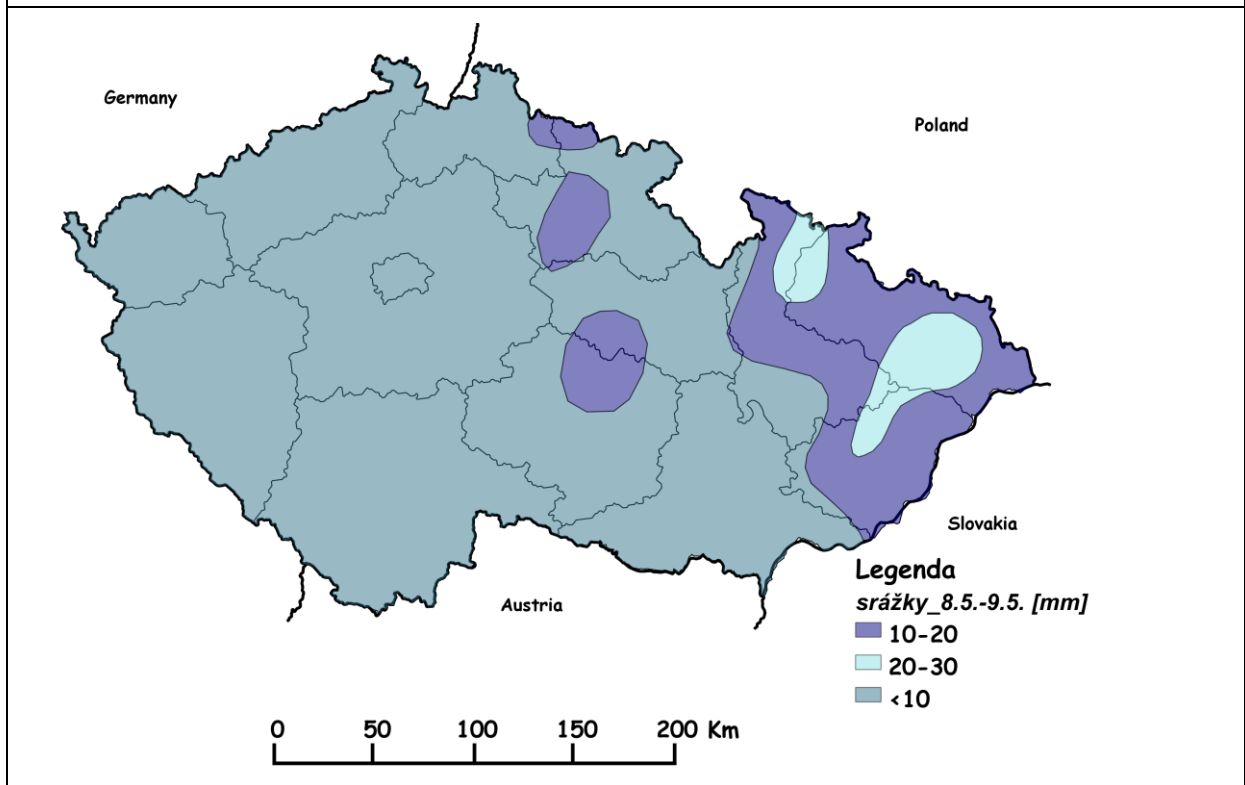 Germany
Poland
Slovakia
Austria
Legenda
srážky_8.5.-9.5. [mm]
10-20
20-30
<10
0 50 100 150 200 Km